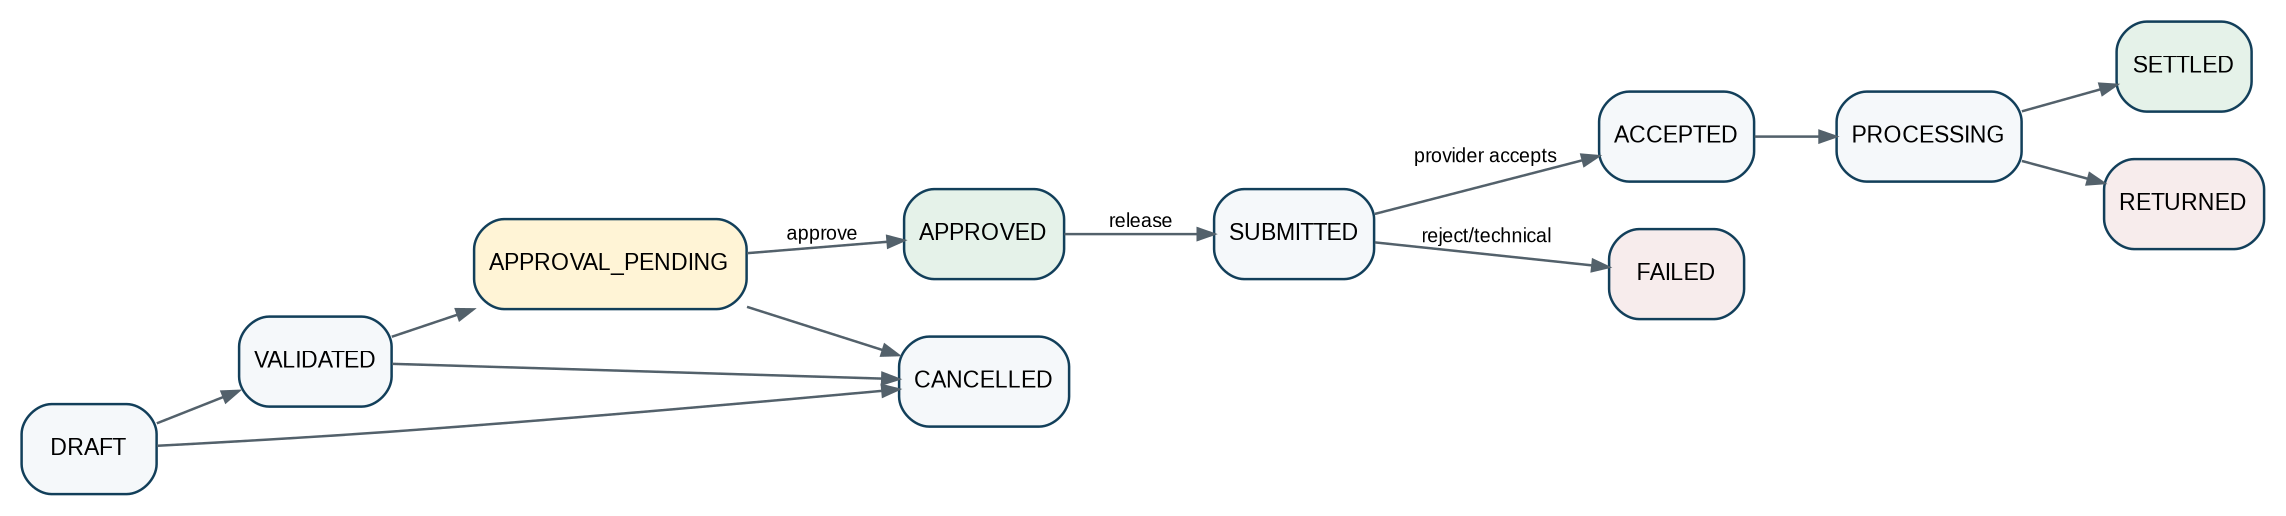 DRAFT
VALIDATED
APPROVAL_PENDING
approve
APPROVED
CANCELLED
release
SUBMITTED
provider accepts
reject/technical
ACCEPTED
FAILED
PROCESSING
SETTLED
RETURNED